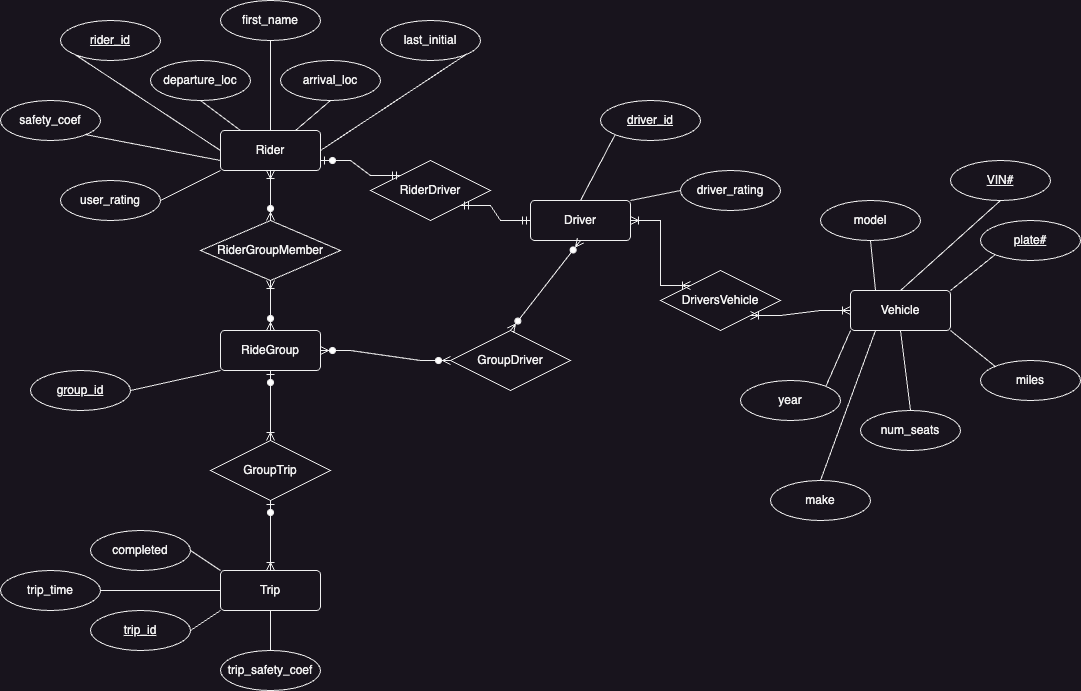 first_name
rider_id
last_initial
departure_loc
arrival_loc
safety_coef
driver_id
Rider
VIN#
RiderDriver
driver_rating
user_rating
model
Driver
plate#
RiderGroupMember
DriversVehicle
Vehicle
RideGroup
GroupDriver
miles
group_id
year
num_seats
GroupTrip
make
completed
trip_time
Trip
trip_id
trip_safety_coef